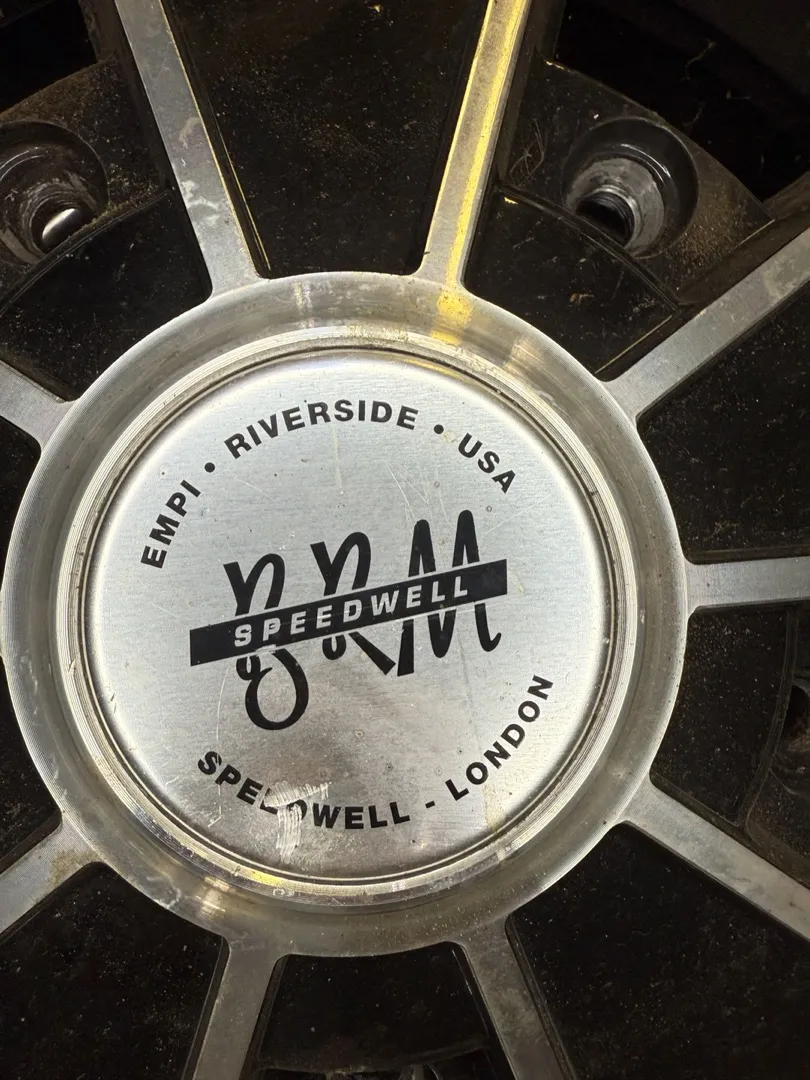 EMPI • RIVERSIDE • USA
BRM
SPEEDWELL
SPEEDWELL - LONDON